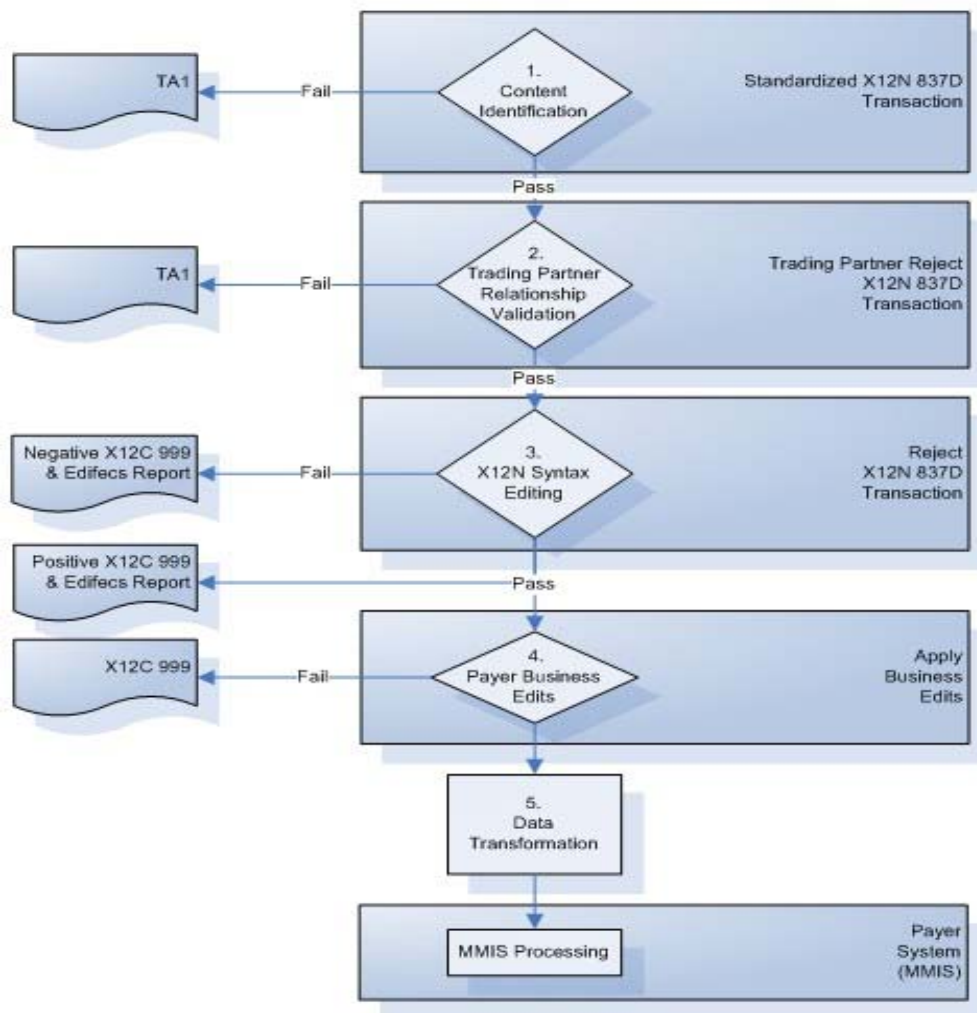 TA1
Fail
1.
Content
Identification
Standardized X12N 837D
Transaction
Pass
TA1
Fail
2.
Trading Partner
Relationship
Validation
Trading Partner Reject
X12N 837D
Transaction
Pass
Negative X12C 999
& Edifecs Report
Fail
3.
X12N Syntax
Editing
Reject
X12N 837D
Transaction
Positive X12C 999
& Edifecs Report
Pass
X12C 999
Fail
4.
Payer Business
Edits
Apply
Business
Edits
5.
Data
Transformation
MMIS Processing
Payer
System
(MMIS)